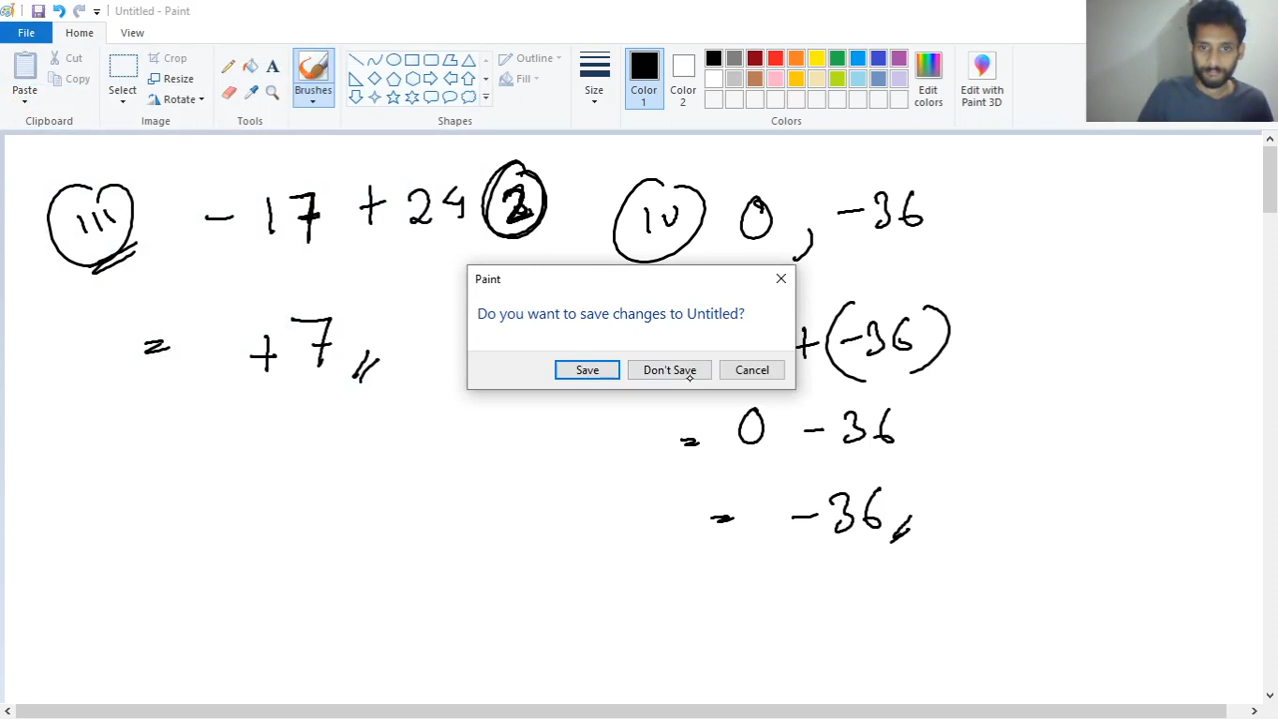 Untitled - Paint
File Home View
Paste
Cut
Copy
Clipboard
Select
Crop
Resize
Rotate
Image
A
Tools
Brushes
Outline
Fill
Shapes
Size
Color 1
Color 2
Edit colors
Colors
Edit with Paint 3D
III - 17 + 24 2
= + 7
IV 0 , -36
+ (-36)
= 0 - 36
= - 36
Paint
Do you want to save changes to Untitled?
Save Don't Save Cancel